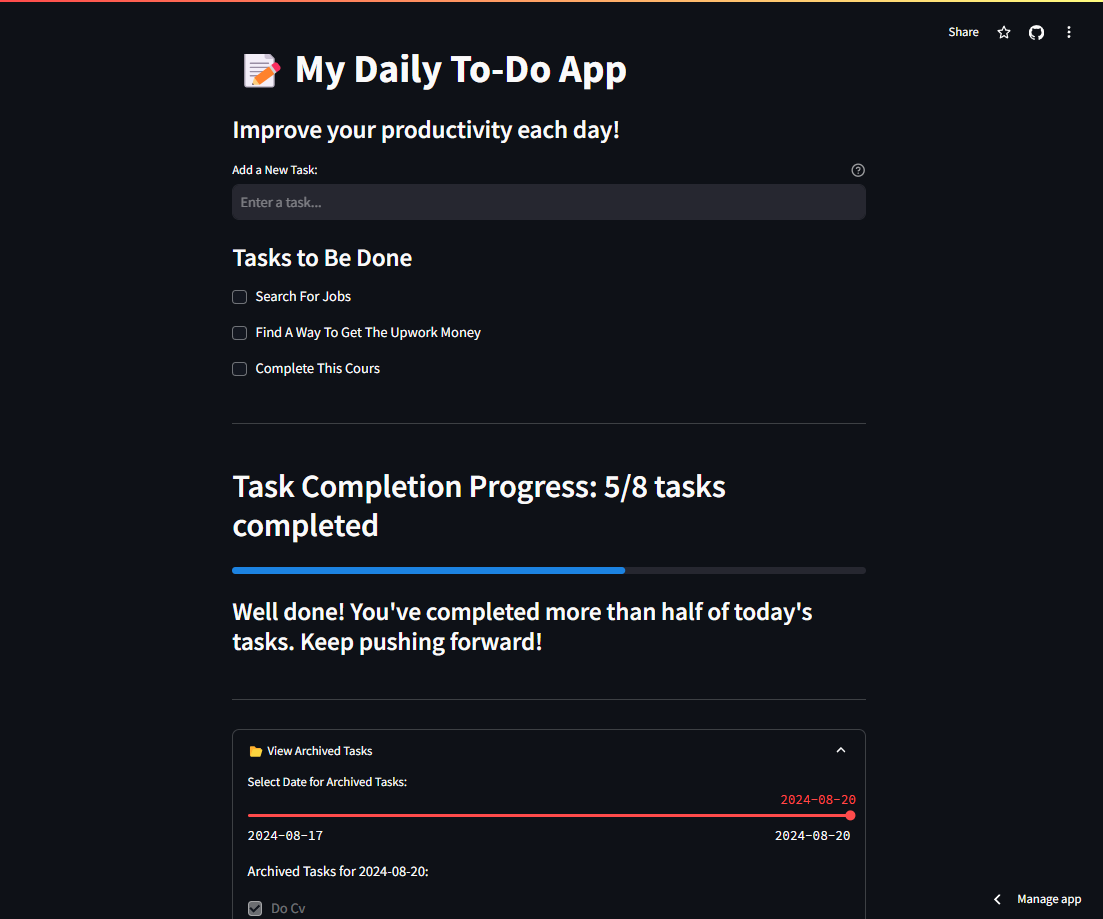 Share
My Daily To-Do App
Improve your productivity each day!
Add a New Task:
Enter a task...
Tasks to Be Done
Search For Jobs
Find A Way To Get The Upwork Money
Complete This Cours
Task Completion Progress: 5/8 tasks
completed
Well done! You've completed more than half of today's
tasks. Keep pushing forward!
View Archived Tasks
Select Date for Archived Tasks:
2024-08-20
2024-08-17
2024-08-20
Archived Tasks for 2024-08-20:
Do Cv
Manage app